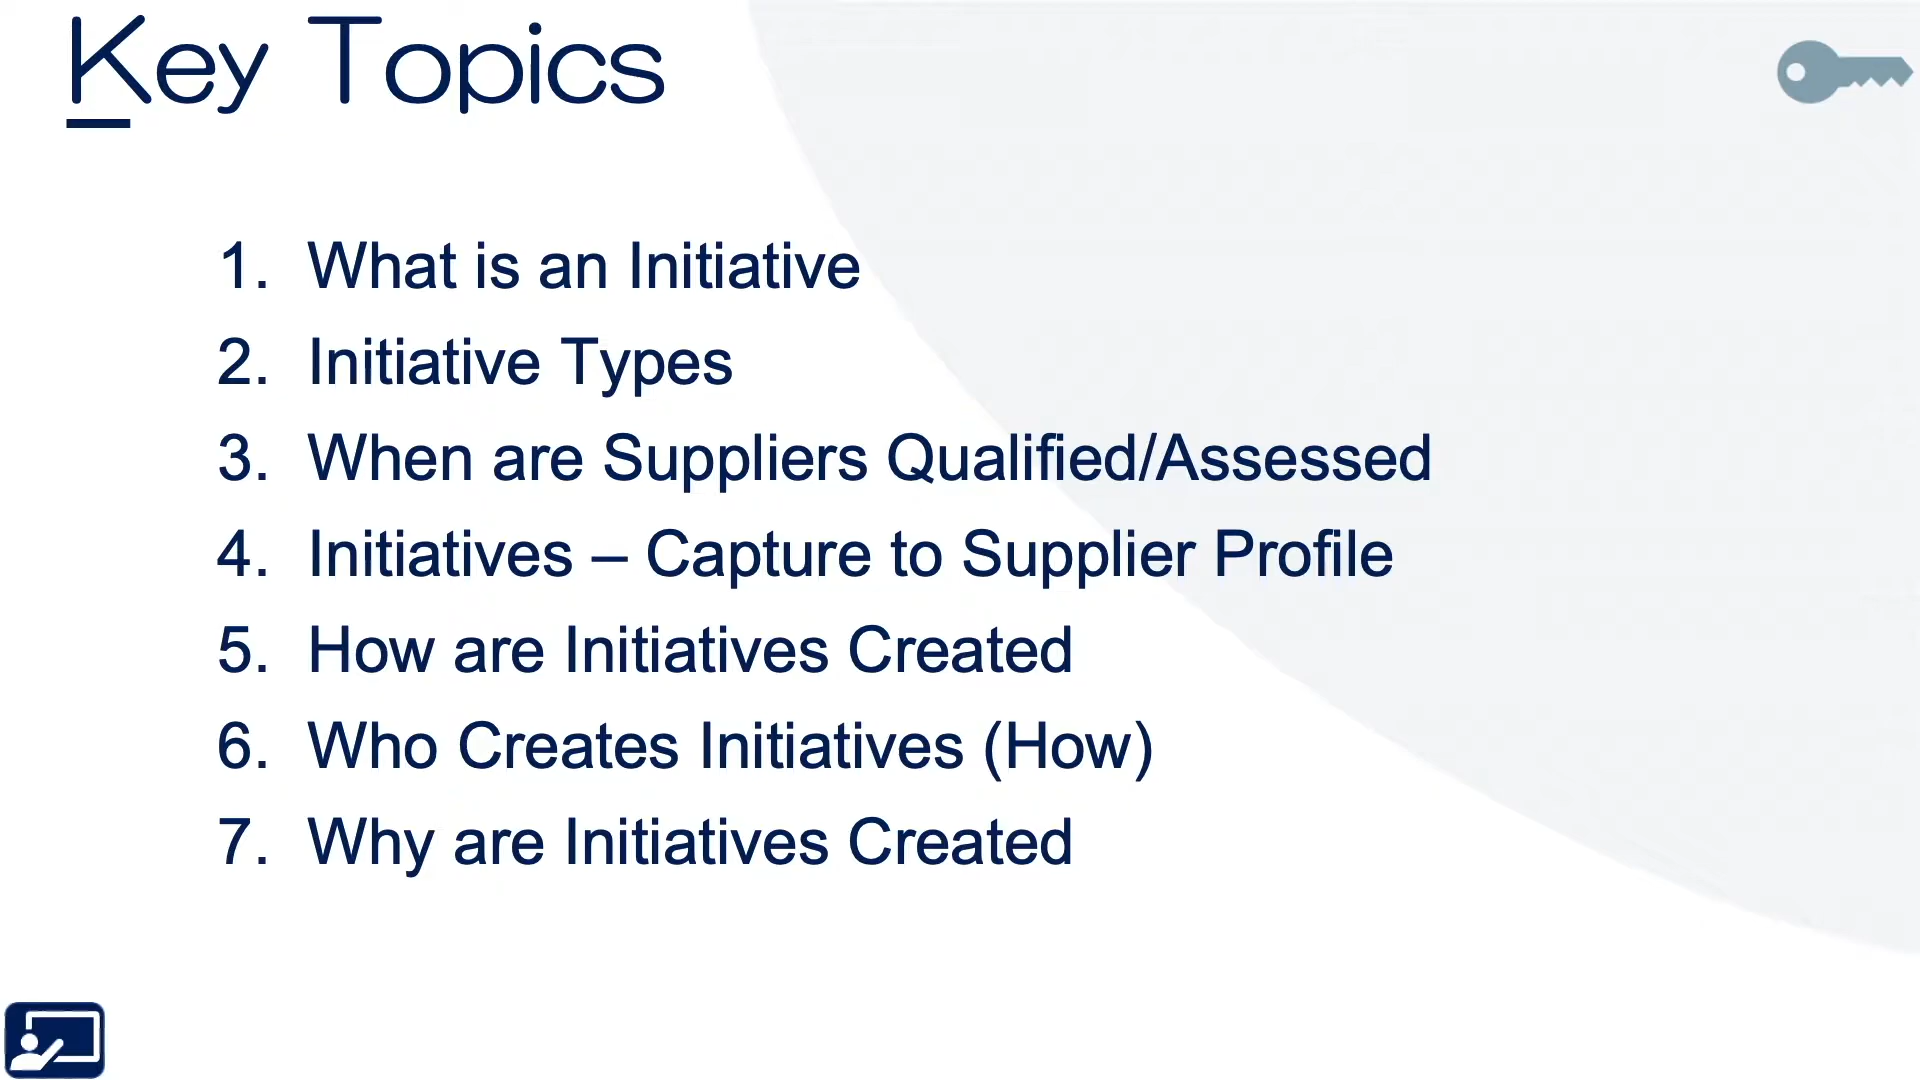 Key Topics
1. What is an Initiative
2. Initiative Types
3. When are Suppliers Qualified/Assessed
4. Initiatives – Capture to Supplier Profile
5. How are Initiatives Created
6. Who Creates Initiatives (How)
7. Why are Initiatives Created